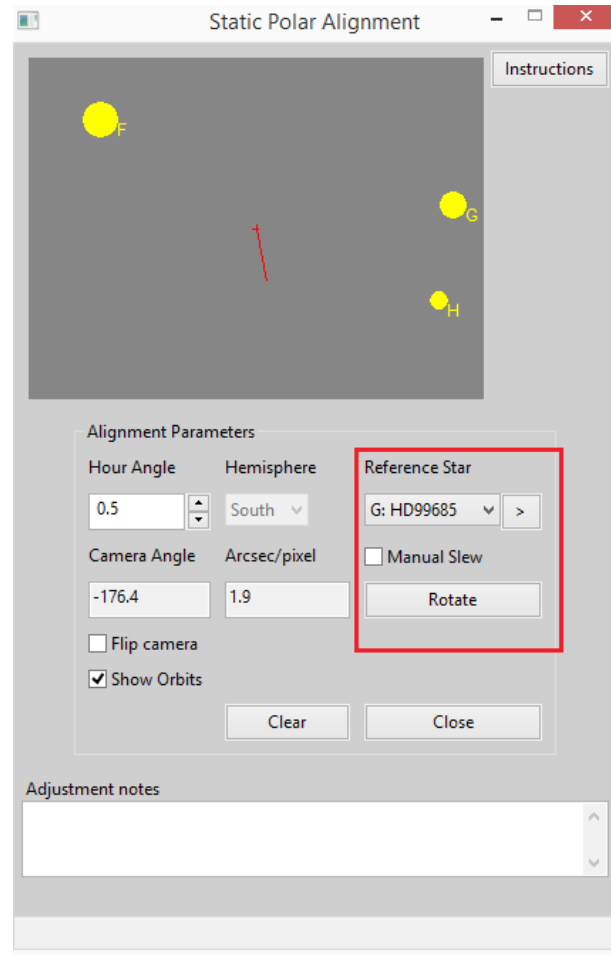 Static Polar Alignment
Instructions
F
G
H
Alignment Parameters
Hour Angle Hemisphere Reference Star
0.5 South G: HD99685 >
Camera Angle Arcsec/pixel Manual Slew
-176.4 1.9 Rotate
Flip camera
Show Orbits
Clear Close
Adjustment notes